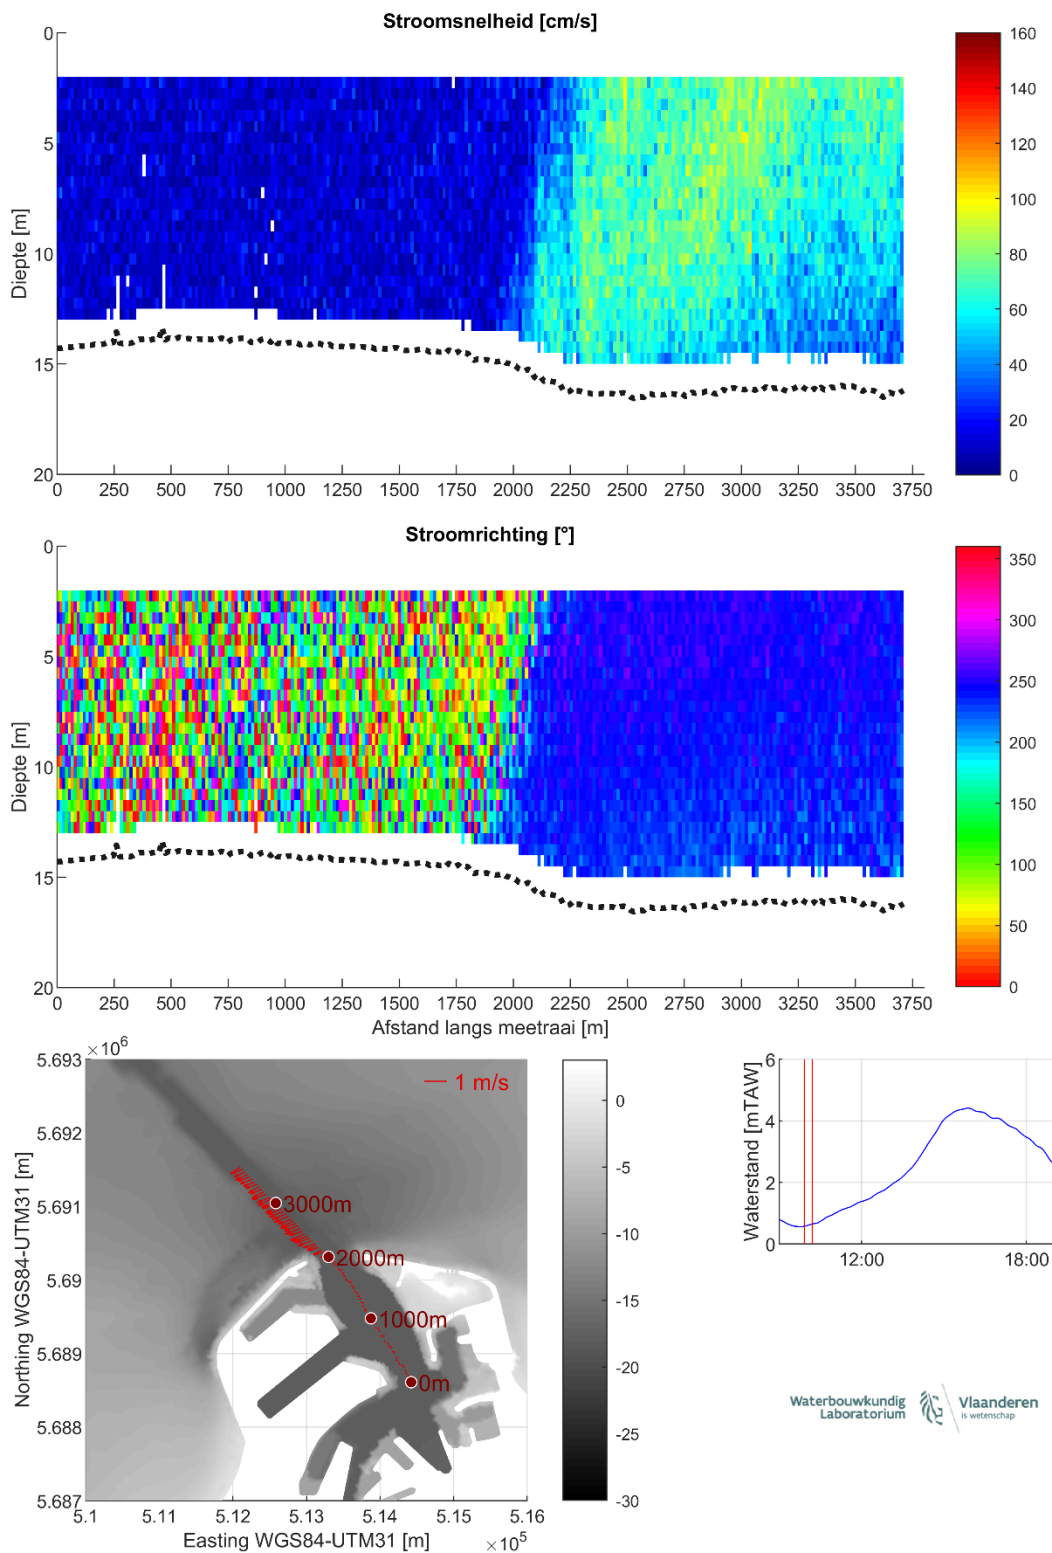 Stroomsnelheid [cm/s]
0
5
10
15
20
Diepte [m]
0 250 500 750 1000 1250 1500 1750 2000 2250 2500 2750 3000 3250 3500 3750
160
140
120
100
80
60
40
20
0
Stroomrichting [°]
0
5
10
15
20
Diepte [m]
0 250 500 750 1000 1250 1500 1750 2000 2250 2500 2750 3000 3250 3500 3750
Afstand langs meetraai [m]
350
300
250
200
150
100
50
0
×10⁶
5.693
5.692
5.691
5.69
5.689
5.688
5.687
Northing WGS84-UTM31 [m]
1 m/s
3000m
2000m
1000m
0m
5.1 5.12 5.13 5.14 5.15 5.16
Easting WGS84-UTM31 [m]
×10⁵
0
-5
-10
-15
-20
-25
-30
Waterstand [mTAW]
6
4
2
0
12:00 18:00
Waterbouwkundig
Laboratorium
Vlaanderen
is wetenschap